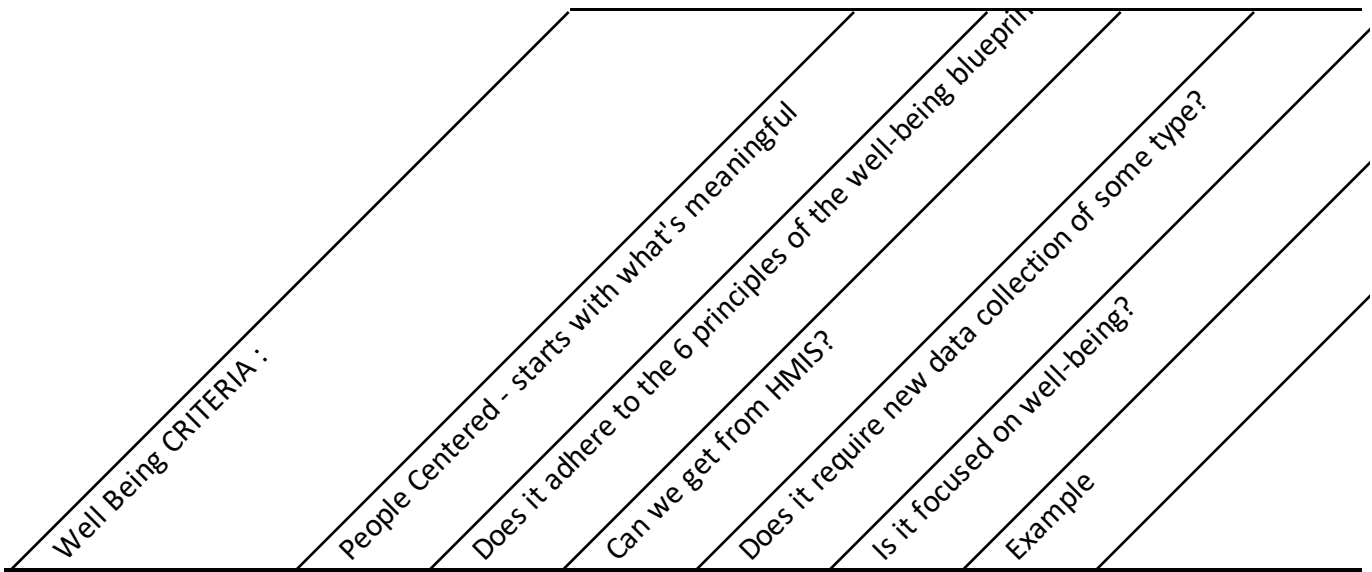 Well Being CRITERIA :
People Centered - starts with what's meaningful
Does it adhere to the 6 principles of the well-being blueprin
Can we get from HMIS?
Does it require new data collection of some type?
Is it focused on well-being?
Example